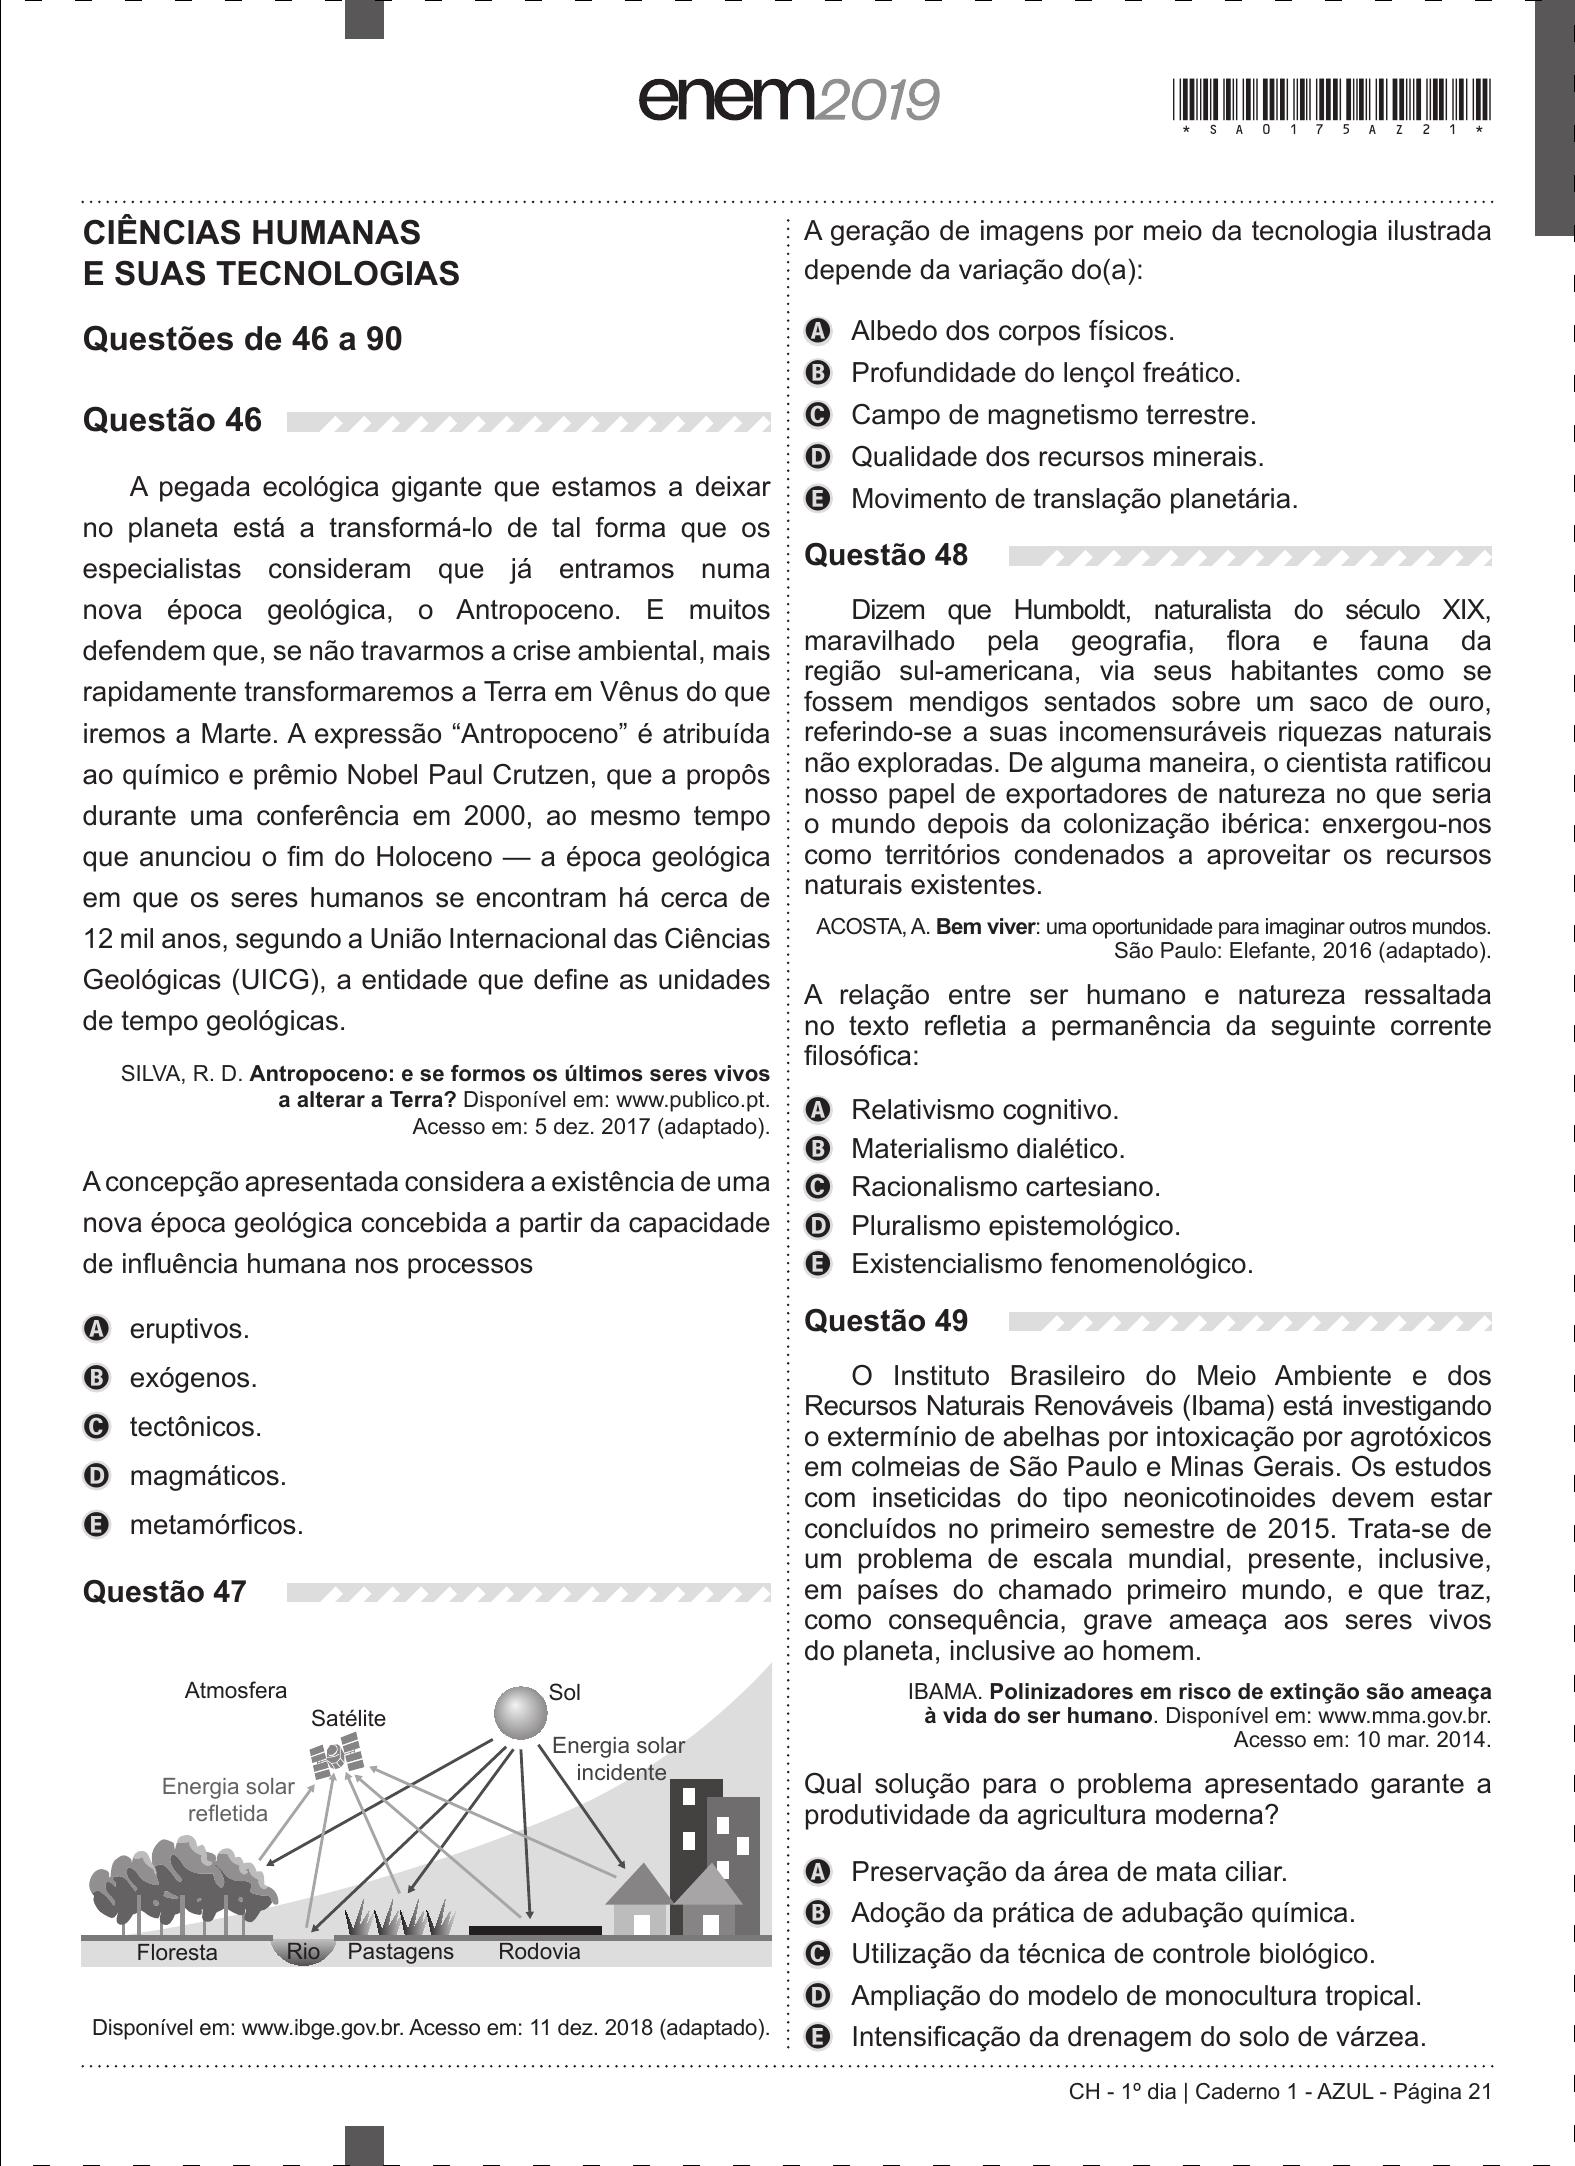 enem2019
*SA0175AZ21*
CIÊNCIAS HUMANAS
E SUAS TECNOLOGIAS
Questões de 46 a 90
Questão 46
A pegada ecológica gigante que estamos a deixar
no planeta está a transformá-lo de tal forma que os
especialistas consideram que já entramos numa
nova época geológica, o Antropoceno. E muitos
defendem que, se não travarmos a crise ambiental, mais
rapidamente transformaremos a Terra em Vênus do que
iremos a Marte. A expressão “Antropoceno” é atribuída
ao químico e prêmio Nobel Paul Crutzen, que a propôs
durante uma conferência em 2000, ao mesmo tempo
que anunciou o fim do Holoceno — a época geológica
em que os seres humanos se encontram há cerca de
12 mil anos, segundo a União Internacional das Ciências
Geológicas (UICG), a entidade que define as unidades
de tempo geológicas.
SILVA, R. D. Antropoceno: e se formos os últimos seres vivos
a alterar a Terra? Disponível em: www.publico.pt.
Acesso em: 5 dez. 2017 (adaptado).
A concepção apresentada considera a existência de uma
nova época geológica concebida a partir da capacidade
de influência humana nos processos
A eruptivos.
B exógenos.
C tectônicos.
D magmáticos.
E metamórficos.
Questão 47
Atmosfera
Satélite
Sol
Energia solar
incidente
Energia solar
refletida
Floresta
Rio
Pastagens
Rodovia
Disponível em: www.ibge.gov.br. Acesso em: 11 dez. 2018 (adaptado).
A geração de imagens por meio da tecnologia ilustrada
depende da variação do(a):
A Albedo dos corpos físicos.
B Profundidade do lençol freático.
C Campo de magnetismo terrestre.
D Qualidade dos recursos minerais.
E Movimento de translação planetária.
Questão 48
Dizem que Humboldt, naturalista do século XIX,
maravilhado pela geografia, flora e fauna da
região sul-americana, via seus habitantes como se
fossem mendigos sentados sobre um saco de ouro,
referindo-se a suas incomensuráveis riquezas naturais
não exploradas. De alguma maneira, o cientista ratificou
nosso papel de exportadores de natureza no que seria
o mundo depois da colonização ibérica: enxergou-nos
como territórios condenados a aproveitar os recursos
naturais existentes.
ACOSTA, A. Bem viver: uma oportunidade para imaginar outros mundos.
São Paulo: Elefante, 2016 (adaptado).
A relação entre ser humano e natureza ressaltada
no texto refletia a permanência da seguinte corrente
filosófica:
A Relativismo cognitivo.
B Materialismo dialético.
C Racionalismo cartesiano.
D Pluralismo epistemológico.
E Existencialismo fenomenológico.
Questão 49
O Instituto Brasileiro do Meio Ambiente e dos
Recursos Naturais Renováveis (Ibama) está investigando
o extermínio de abelhas por intoxicação por agrotóxicos
em colmeias de São Paulo e Minas Gerais. Os estudos
com inseticidas do tipo neonicotinoides devem estar
concluídos no primeiro semestre de 2015. Trata-se de
um problema de escala mundial, presente, inclusive,
em países do chamado primeiro mundo, e que traz,
como consequência, grave ameaça aos seres vivos
do planeta, inclusive ao homem.
IBAMA. Polinizadores em risco de extinção são ameaça
à vida do ser humano. Disponível em: www.mma.gov.br.
Acesso em: 10 mar. 2014.
Qual solução para o problema apresentado garante a
produtividade da agricultura moderna?
A Preservação da área de mata ciliar.
B Adoção da prática de adubação química.
C Utilização da técnica de controle biológico.
D Ampliação do modelo de monocultura tropical.
E Intensificação da drenagem do solo de várzea.
CH - 1º dia | Caderno 1 - AZUL - Página 21